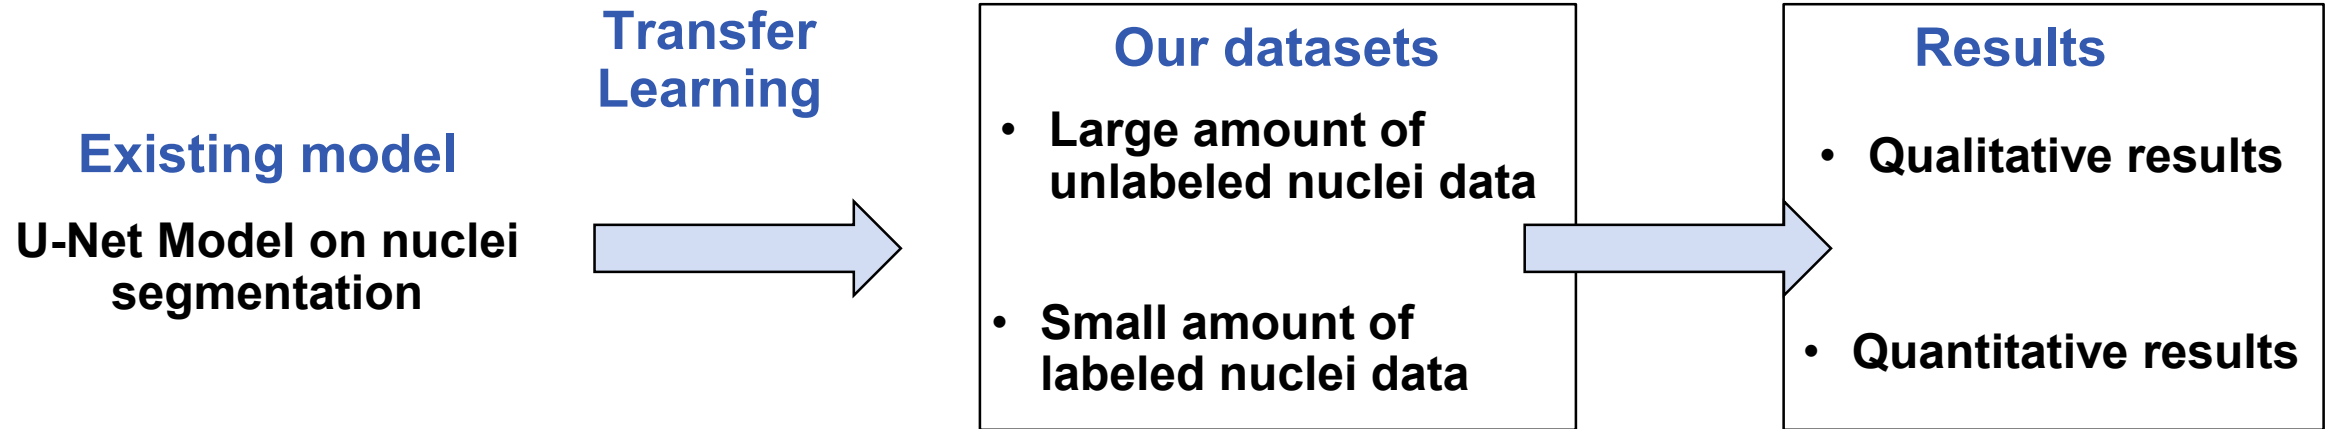 Existing model
U-Net Model on nuclei
segmentation
Transfer
Learning
Our datasets
• Large amount of
unlabeled nuclei data
• Small amount of
labeled nuclei data
Results
• Qualitative results
• Quantitative results